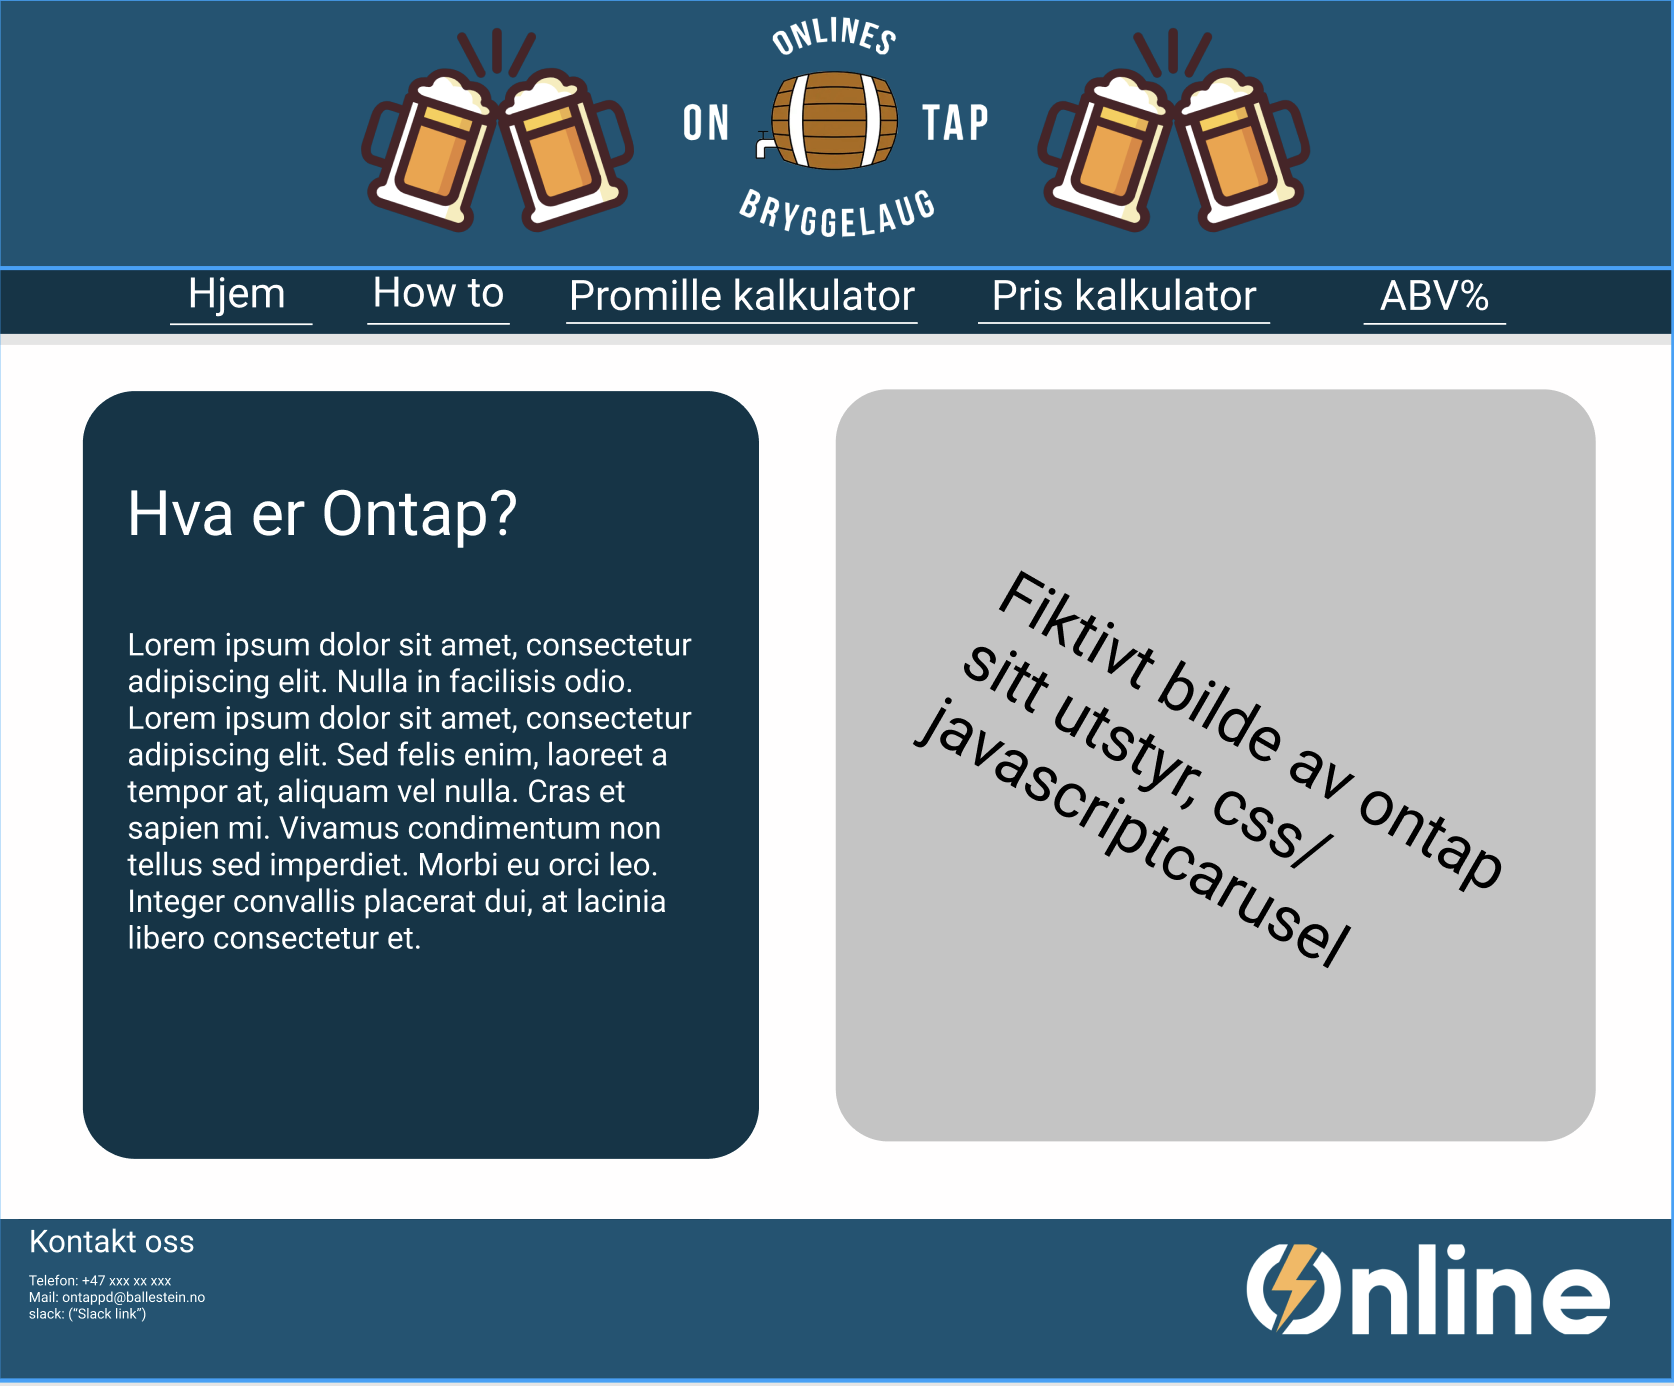 ONLINES
ON TAP
BRYGGELAUG
Hjem How to Promille kalkulator Pris kalkulator ABV%
Hva er Ontap?
Lorem ipsum dolor sit amet, consectetur
adipiscing elit. Nulla in facilisis odio.
Lorem ipsum dolor sit amet, consectetur
adipiscing elit. Sed felis enim, laoreet a
tempor at, aliquam vel nulla. Cras et
sapien mi. Vivamus condimentum non
tellus sed imperdiet. Morbi eu orci leo.
Integer convallis placerat dui, at lacinia
libero consectetur et.
Fiktivt bilde av ontap
sitt utstyr, css/
javascriptcarusel
Kontakt oss
Telefon: +47 xxx xx xxx
Mail: ontappd@ballestein.no
slack: (“Slack link”)
Online